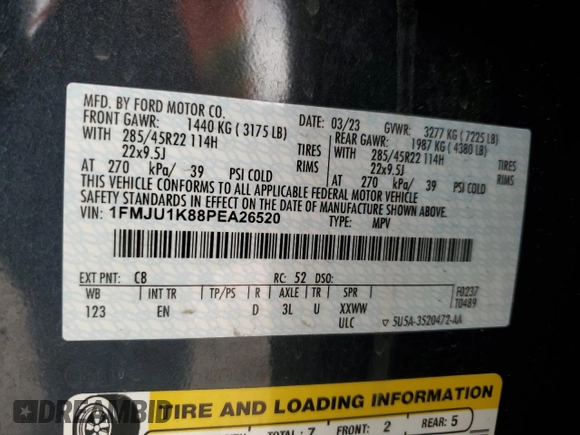 MFD. BY FORD MOTOR CO.
DATE: 03/23 GVWR: 3277 KG ( 7225 LB)
FRONT GAWR: 1440 KG ( 3175 LB) REAR GAWR: 1987 KG ( 4380 LB)
WITH 285/45R22 114H TIRES WITH 285/45R22 114H TIRES
22x9.5J RIMS 22x9.5J RIMS
AT 270 kPa/ 39 PSI COLD AT 270 kPa/ 39 PSI COLD
THIS VEHICLE CONFORMS TO ALL APPLICABLE FEDERAL MOTOR VEHICLE
SAFETY STANDARDS IN EFFECT ON THE DATE OF MANUFACTURE SHOWN ABOVE.
VIN: 1FMJU1K88PEA26520 TYPE: MPV
EXT PNT: C8 RC: 52 DSO:
WB INT TR TP/PS R AXLE TR SPR F0237
123 EN D 3L U XXWW T0489
ULC 5U5A-3520472-AA
TIRE AND LOADING INFORMATION
TOTAL: 7 FRONT: 2 REAR: 5
DREAMBID